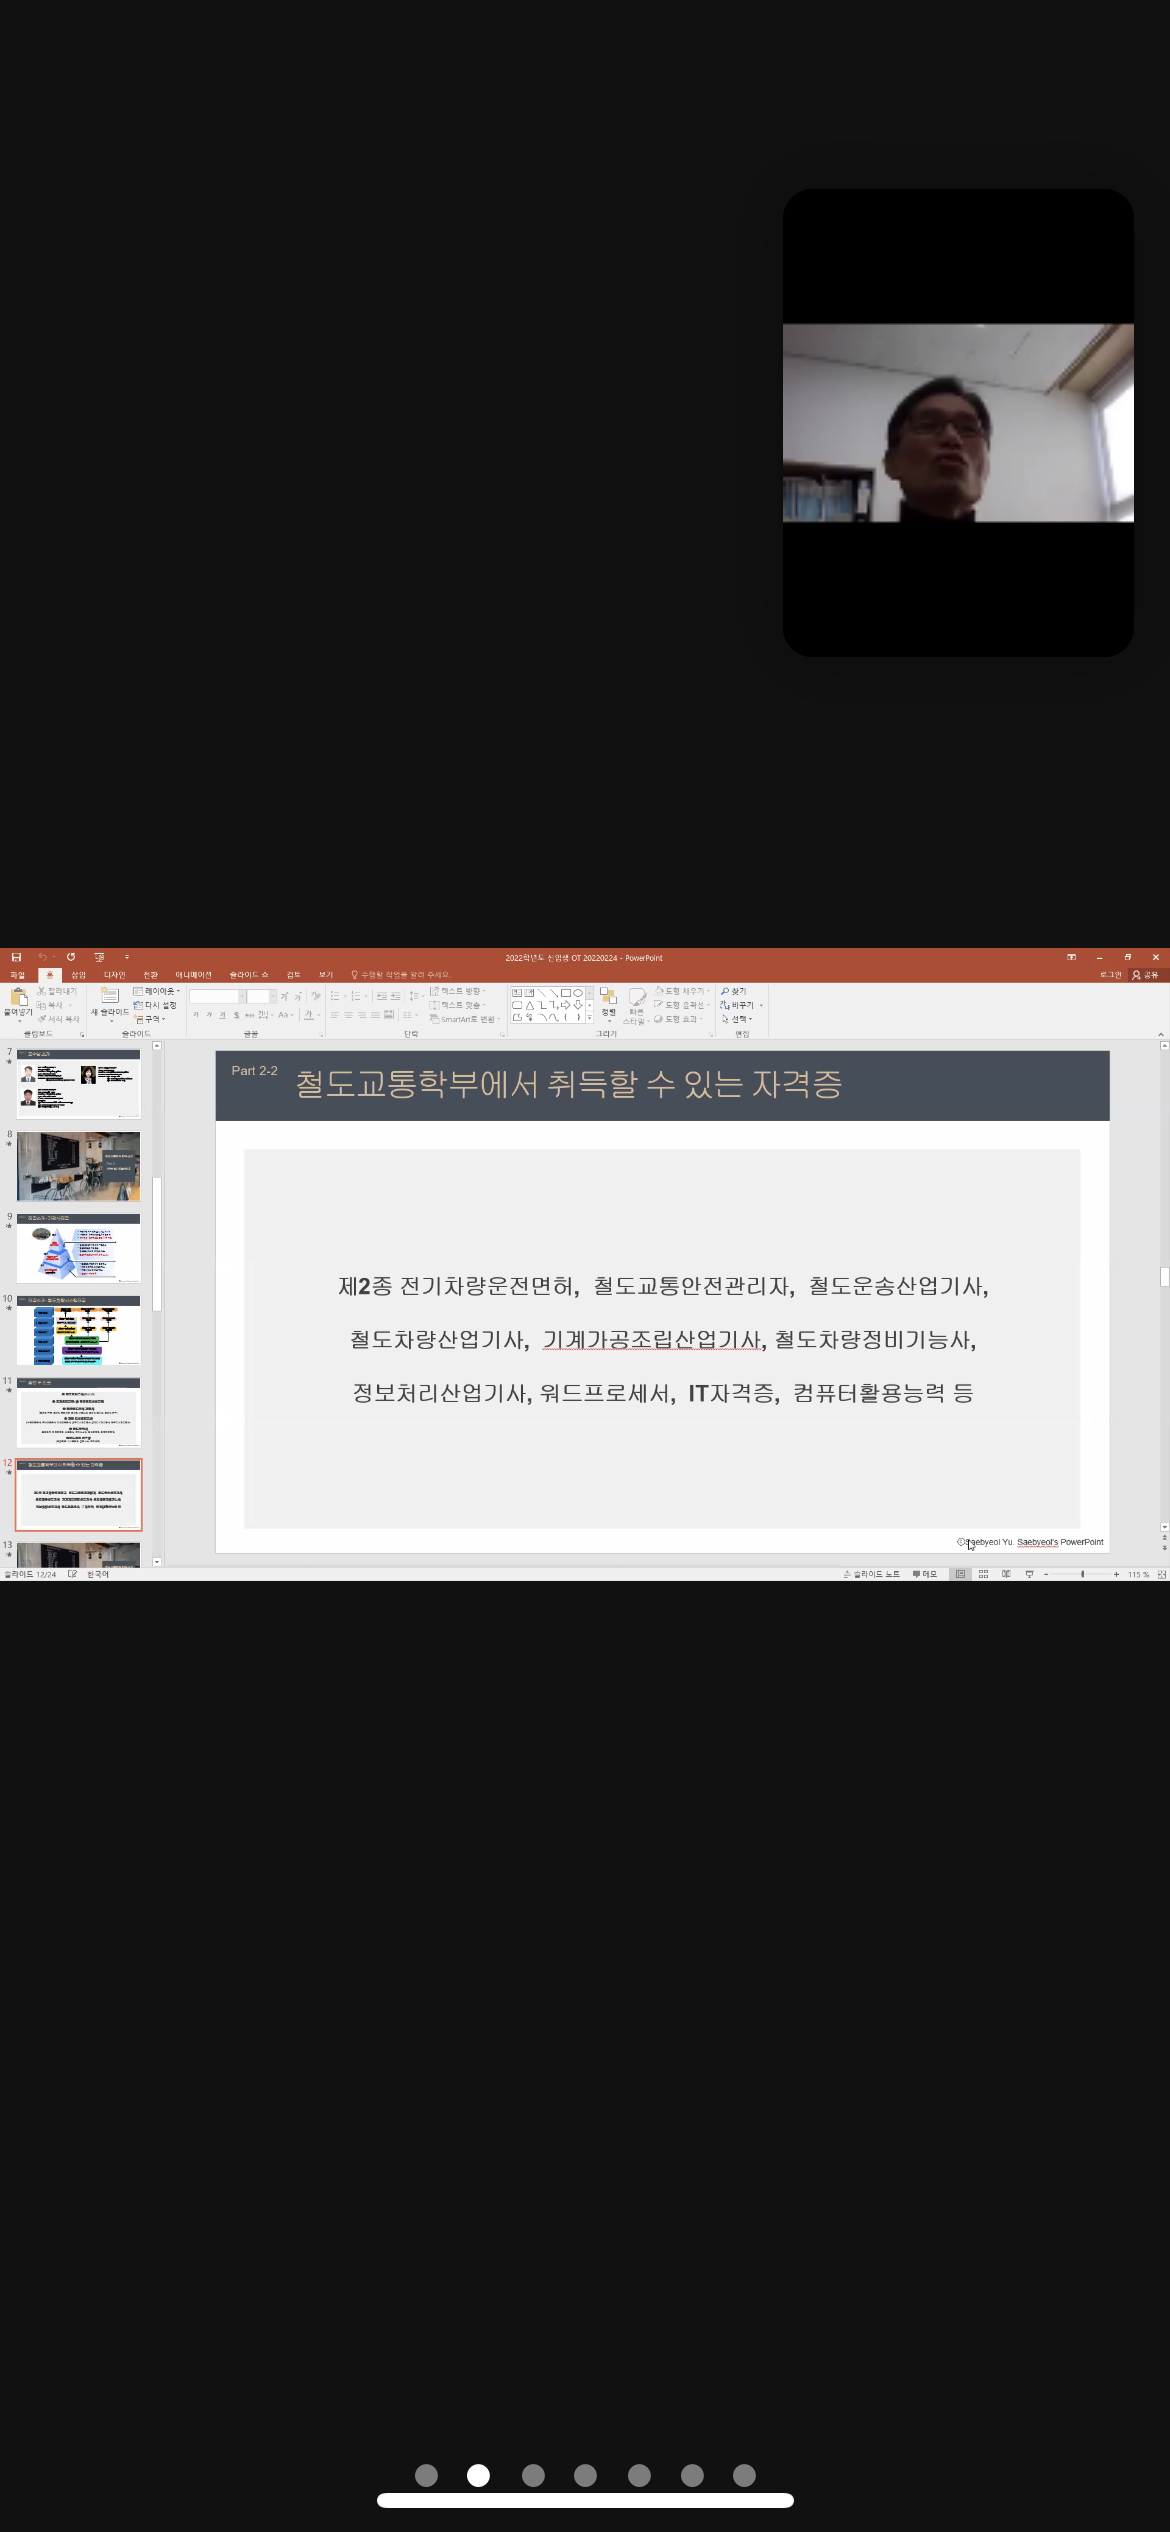 2022학년도 신입생 OT 20220224 - PowerPoint
파일 홈 삽입 디자인 전환 애니메이션 슬라이드 쇼 검토 보기 수행할 작업을 알려 주세요. 로그인 공유
붙여넣기
잘라내기
복사
서식 복사
클립보드
새 슬라이드
레이아웃
다시 설정
구역
슬라이드
글꼴
텍스트 방향
텍스트 맞춤
SmartArt로 변환
단락
정렬
빠른 스타일
도형 채우기
도형 윤곽선
도형 효과
그리기
찾기
바꾸기
선택
편집
7
8
9
10
11
12
13
Part 2-2
철도교통학부에서 취득할 수 있는 자격증
제2종 전기차량운전면허, 철도교통안전관리자, 철도운송산업기사,
철도차량산업기사, 기계가공조립산업기사, 철도차량정비기능사,
정보처리산업기사, 워드프로세서, IT자격증, 컴퓨터활용능력 등
©Saebyeol Yu. Saebyeol's PowerPoint
슬라이드 12/24 한국어 슬라이드 노트 메모 115 %